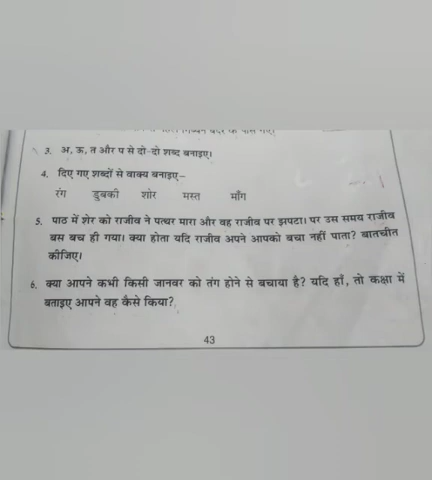 3. अ, ऊ, त और प से दो-दो शब्द बनाइए।
4. दिए गए शब्दों से वाक्य बनाइए–
रंग डुबकी शोर मस्त माँग
5. पाठ में शेर को राजीव ने पत्थर मारा और वह राजीव पर झपटा। पर उस समय राजीव
बस बच ही गया। क्या होता यदि राजीव अपने आपको बचा नहीं पाता? बातचीत
कीजिए।
6. क्या आपने कभी किसी जानवर को तंग होने से बचाया है? यदि हाँ, तो कक्षा में
बताइए आपने वह कैसे किया?
43